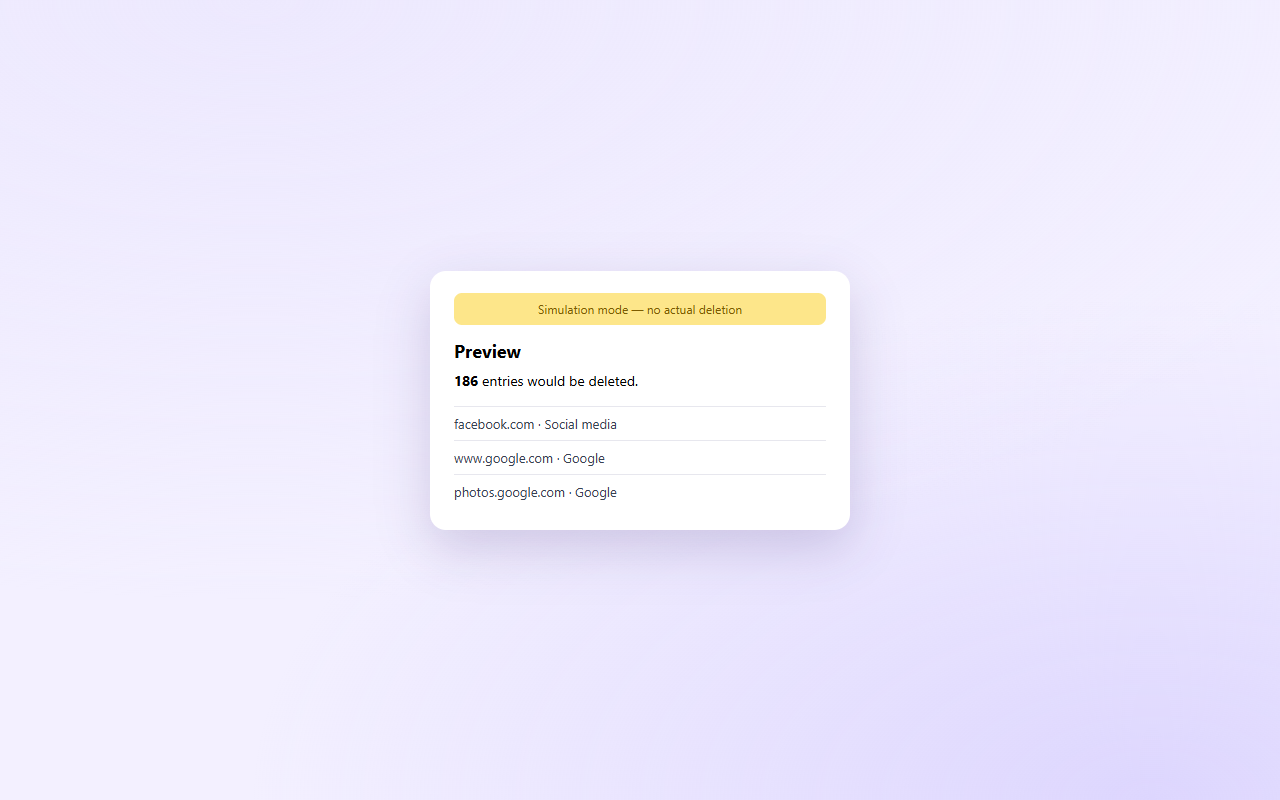 Simulation mode — no actual deletion
Preview
186 entries would be deleted.
facebook.com · Social media
www.google.com · Google
photos.google.com · Google